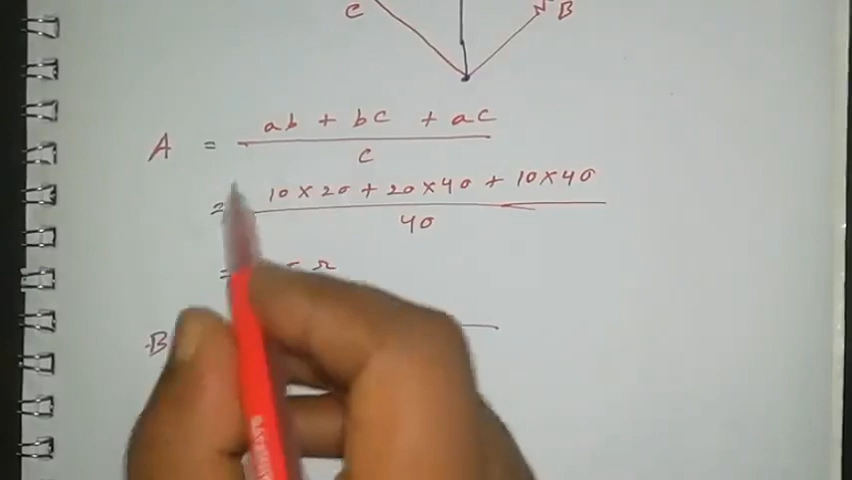 C B
A = ab + bc + ac / c
= 10 x 20 + 20 x 40 + 10 x 40 / 40
= Ω
B